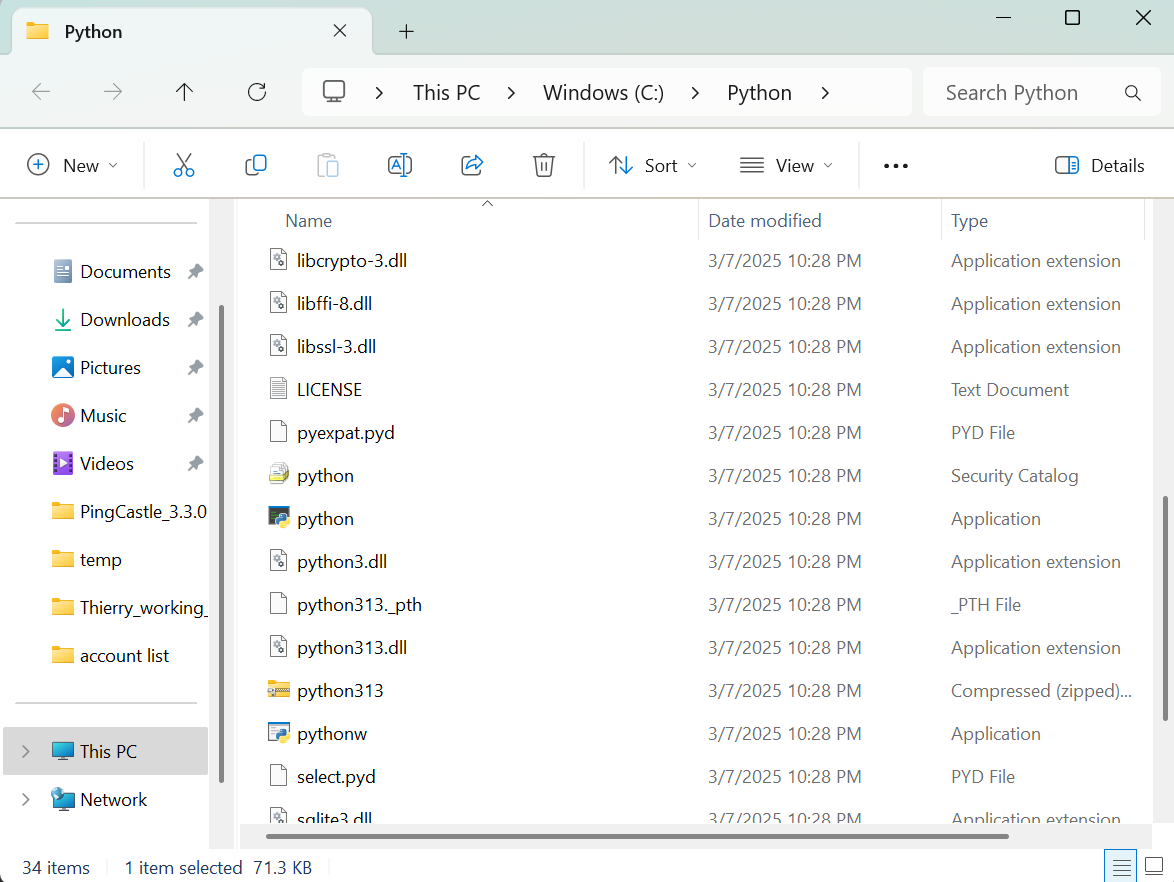 Python
This PC
Windows (C:)
Python
Search Python
New
Sort
View
Details
Name
Date modified
Type
Documents
Downloads
Pictures
Music
Videos
PingCastle_3.3.0
temp
Thierry_working_
account list
This PC
Network
libcrypto-3.dll 3/7/2025 10:28 PM Application extension
libffi-8.dll 3/7/2025 10:28 PM Application extension
libssl-3.dll 3/7/2025 10:28 PM Application extension
LICENSE 3/7/2025 10:28 PM Text Document
pyexpat.pyd 3/7/2025 10:28 PM PYD File
python 3/7/2025 10:28 PM Security Catalog
python 3/7/2025 10:28 PM Application
python3.dll 3/7/2025 10:28 PM Application extension
python313._pth 3/7/2025 10:28 PM _PTH File
python313.dll 3/7/2025 10:28 PM Application extension
python313 3/7/2025 10:28 PM Compressed (zipped)...
pythonw 3/7/2025 10:28 PM Application
select.pyd 3/7/2025 10:28 PM PYD File
sqlite3.dll 3/7/2025 10:28 PM Application extension
34 items 1 item selected 71.3 KB